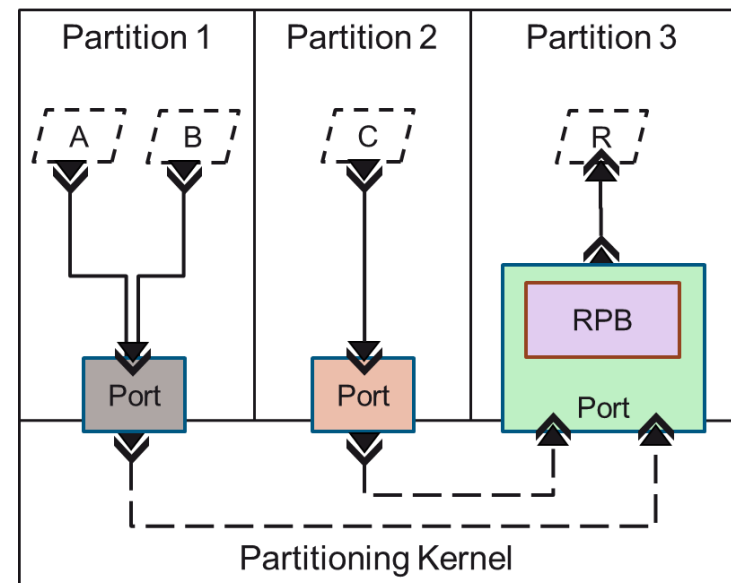 Partition 1
Partition 2
Partition 3
A
B
C
R
RPB
Port
Port
Port
Partitioning Kernel